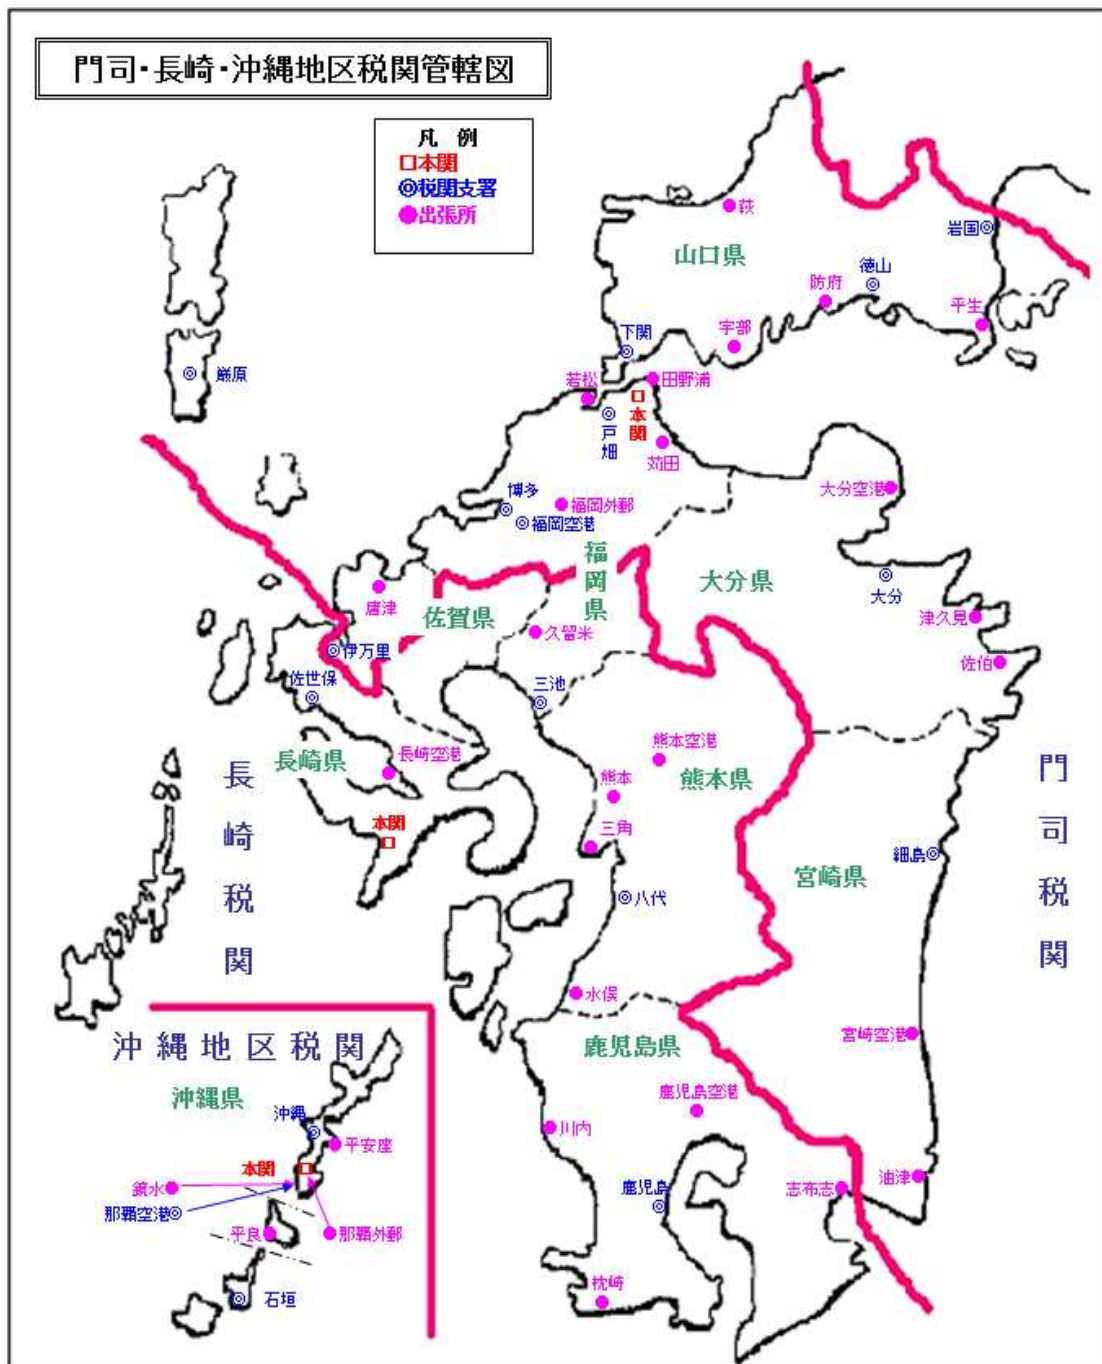 門司・長崎・沖縄地区税関管轄図
凡 例
本関
税関支署
出張所
萩
岩国
山口県
徳山
防府
平生
宇部
下関
厳原
若松
田野浦
本関
戸畑
苅田
大分空港
博多
福岡外郵
福岡空港
福岡県
大分県
大分
唐津
佐賀県
久留米
津久見
伊万里
佐伯
佐世保
三池
長崎県
長崎空港
熊本空港
熊本県
熊本
長崎税関
門司税関
本関
三角
細島
宮崎県
八代
水俣
沖縄地区税関
鹿児島県
宮崎空港
沖縄県
鹿児島空港
沖縄
川内
平安座
本関
鏡水
鹿児島
志布志
油津
那覇空港
平良
那覇外郵
石垣
枕崎